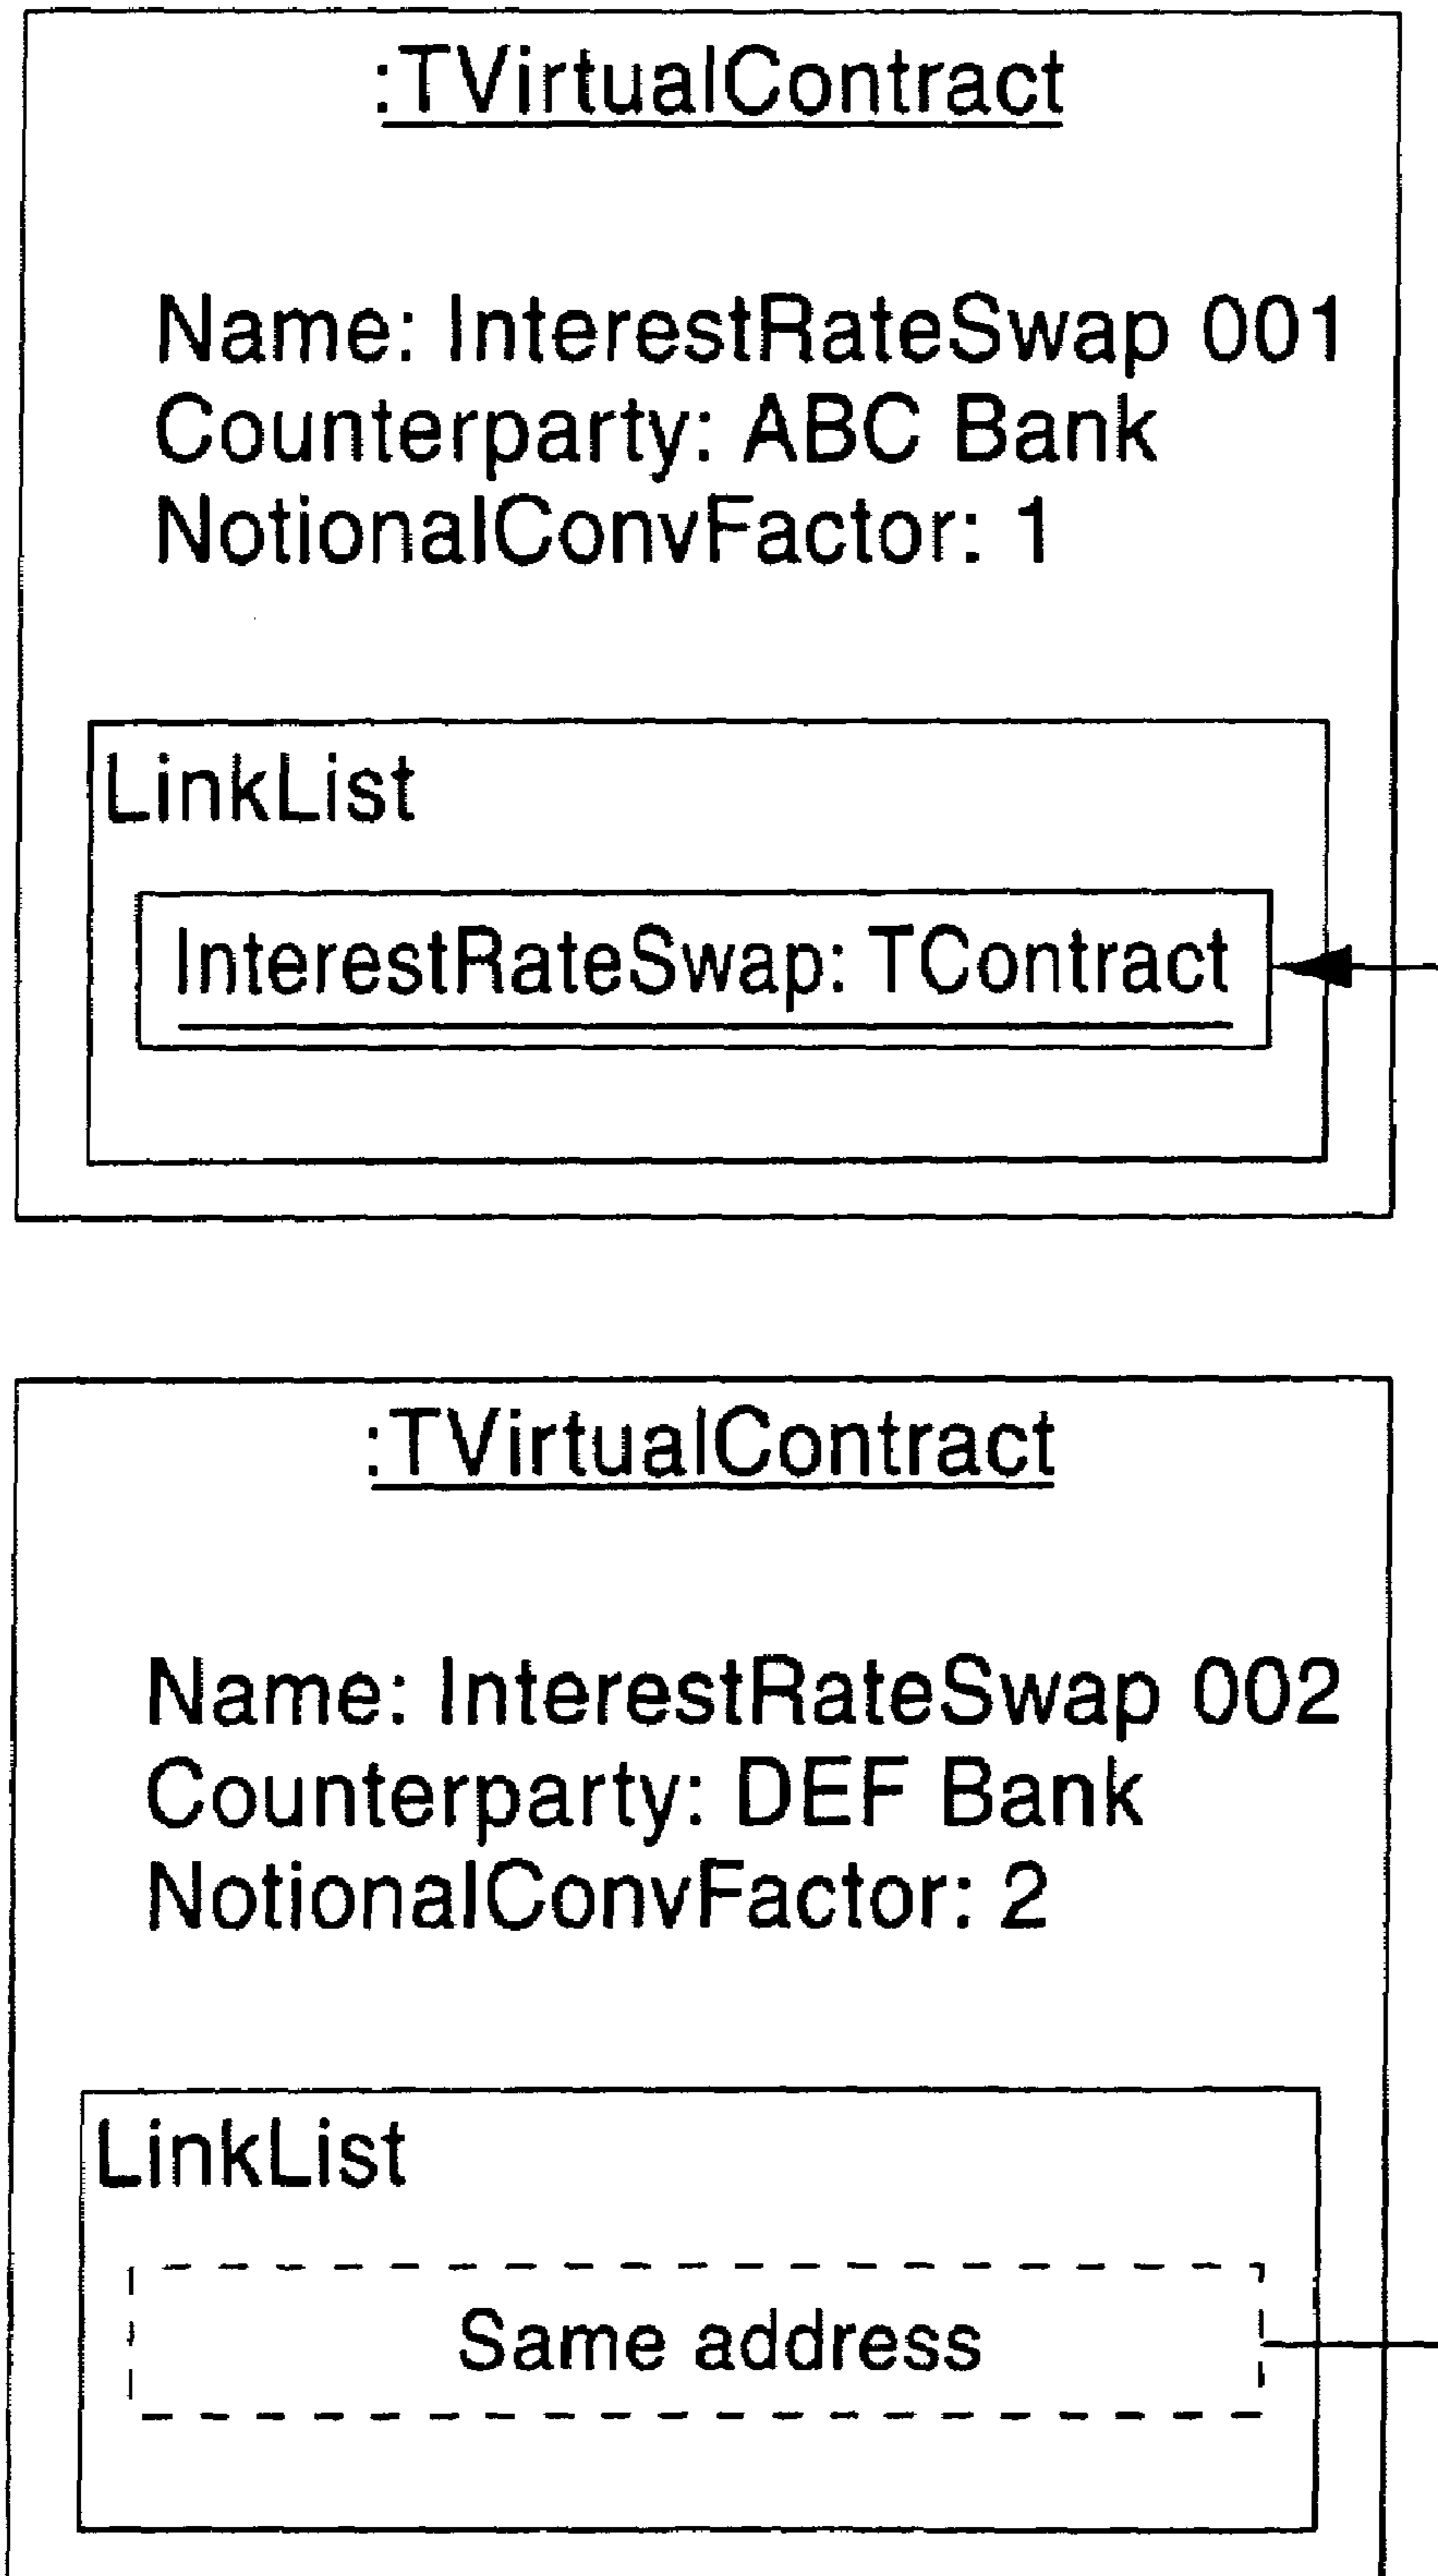 :TVirtualContract
Name: InterestRateSwap 001
Counterparty: ABC Bank
NotionalConvFactor: 1
LinkList
InterestRateSwap: TContract
:TVirtualContract
Name: InterestRateSwap 002
Counterparty: DEF Bank
NotionalConvFactor: 2
LinkList
Same address